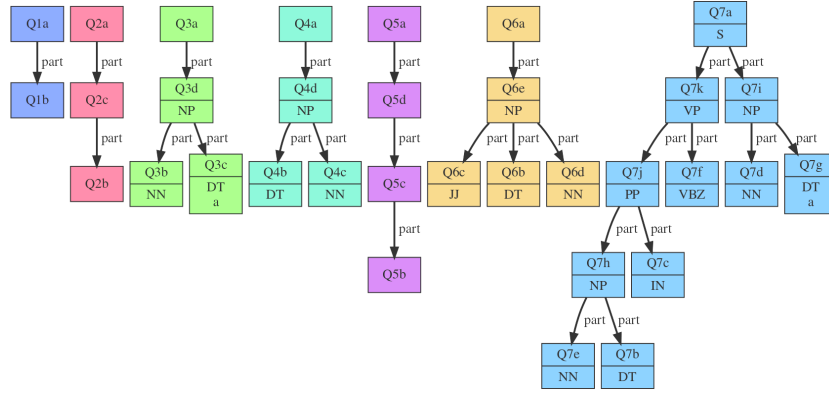 Q1a Q2a Q3a Q4a Q5a Q6a Q7a
S
part part part part part part part part
Q1b Q2c Q3d Q4d Q5d Q6e Q7k Q7i
NP NP NP VP NP
part part part part part part part part part part part part part
Q2b Q3b Q3c Q4b Q4c Q5c Q6c Q6b Q6d Q7j Q7f Q7d Q7g
NN DT DT NN JJ DT NN PP VBZ NN DT
a a
part part part
Q5b Q7h Q7c
NP IN
part part
Q7e Q7b
NN DT